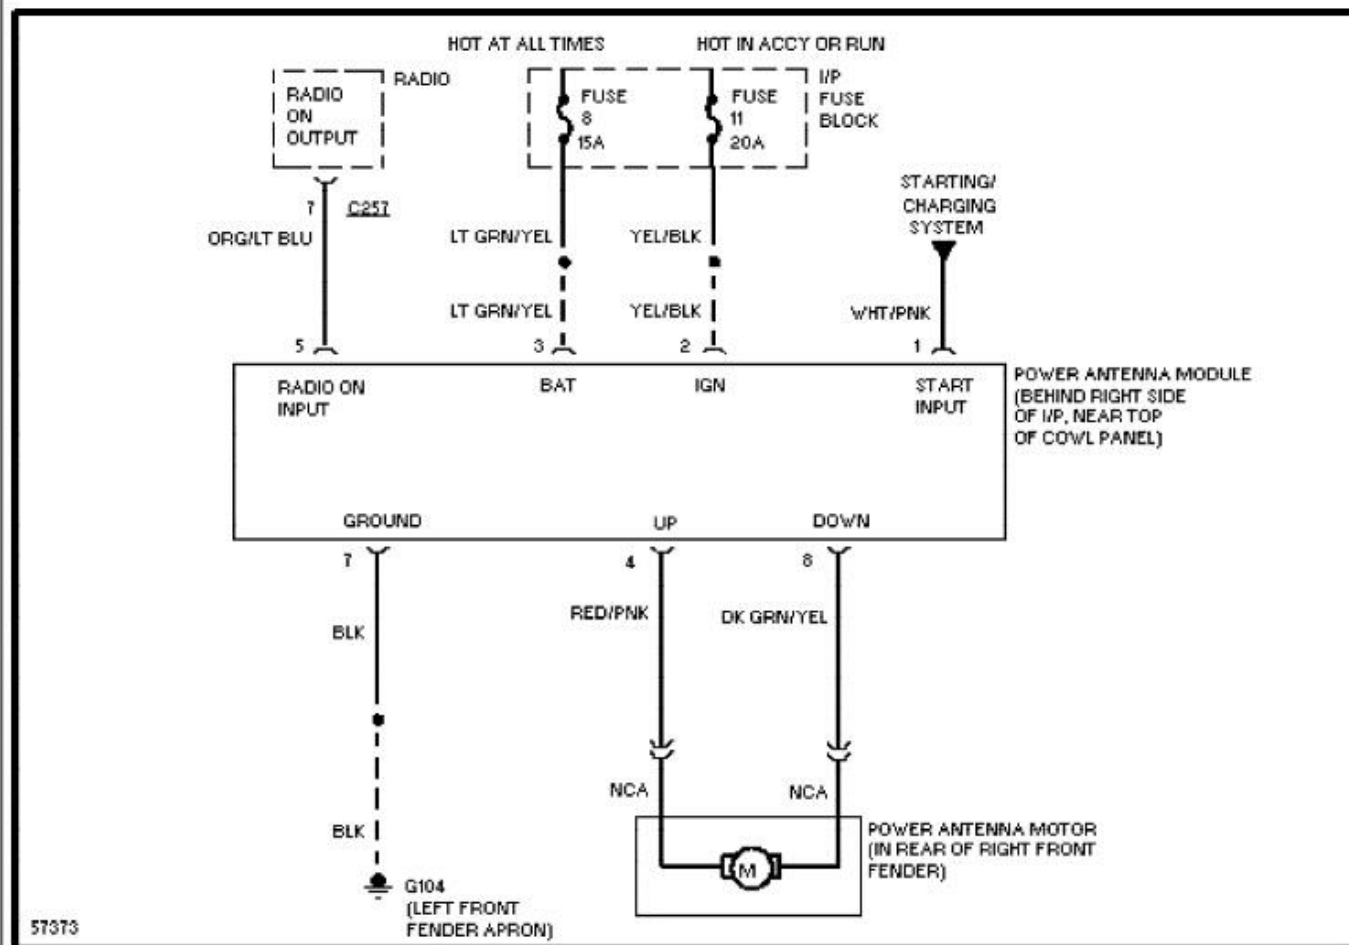 HOT AT ALL TIMES
HOT IN ACCY OR RUN
RADIO
RADIO
ON
OUTPUT
FUSE
8
15A
FUSE
11
20A
I/P
FUSE
BLOCK
STARTING/
CHARGING
SYSTEM
7
C257
ORG/LT BLU
LT GRN/YEL
YEL/BLK
LT GRN/YEL
YEL/BLK
WHT/PNK
5
3
2
1
RADIO ON
INPUT
BAT
IGN
START
INPUT
POWER ANTENNA MODULE
(BEHIND RIGHT SIDE
OF I/P, NEAR TOP
OF COWL PANEL)
GROUND
UP
DOWN
7
4
8
BLK
RED/PNK
DK GRN/YEL
NCA
NCA
BLK
M
POWER ANTENNA MOTOR
(IN REAR OF RIGHT FRONT
FENDER)
G104
(LEFT FRONT
FENDER APRON)
57373